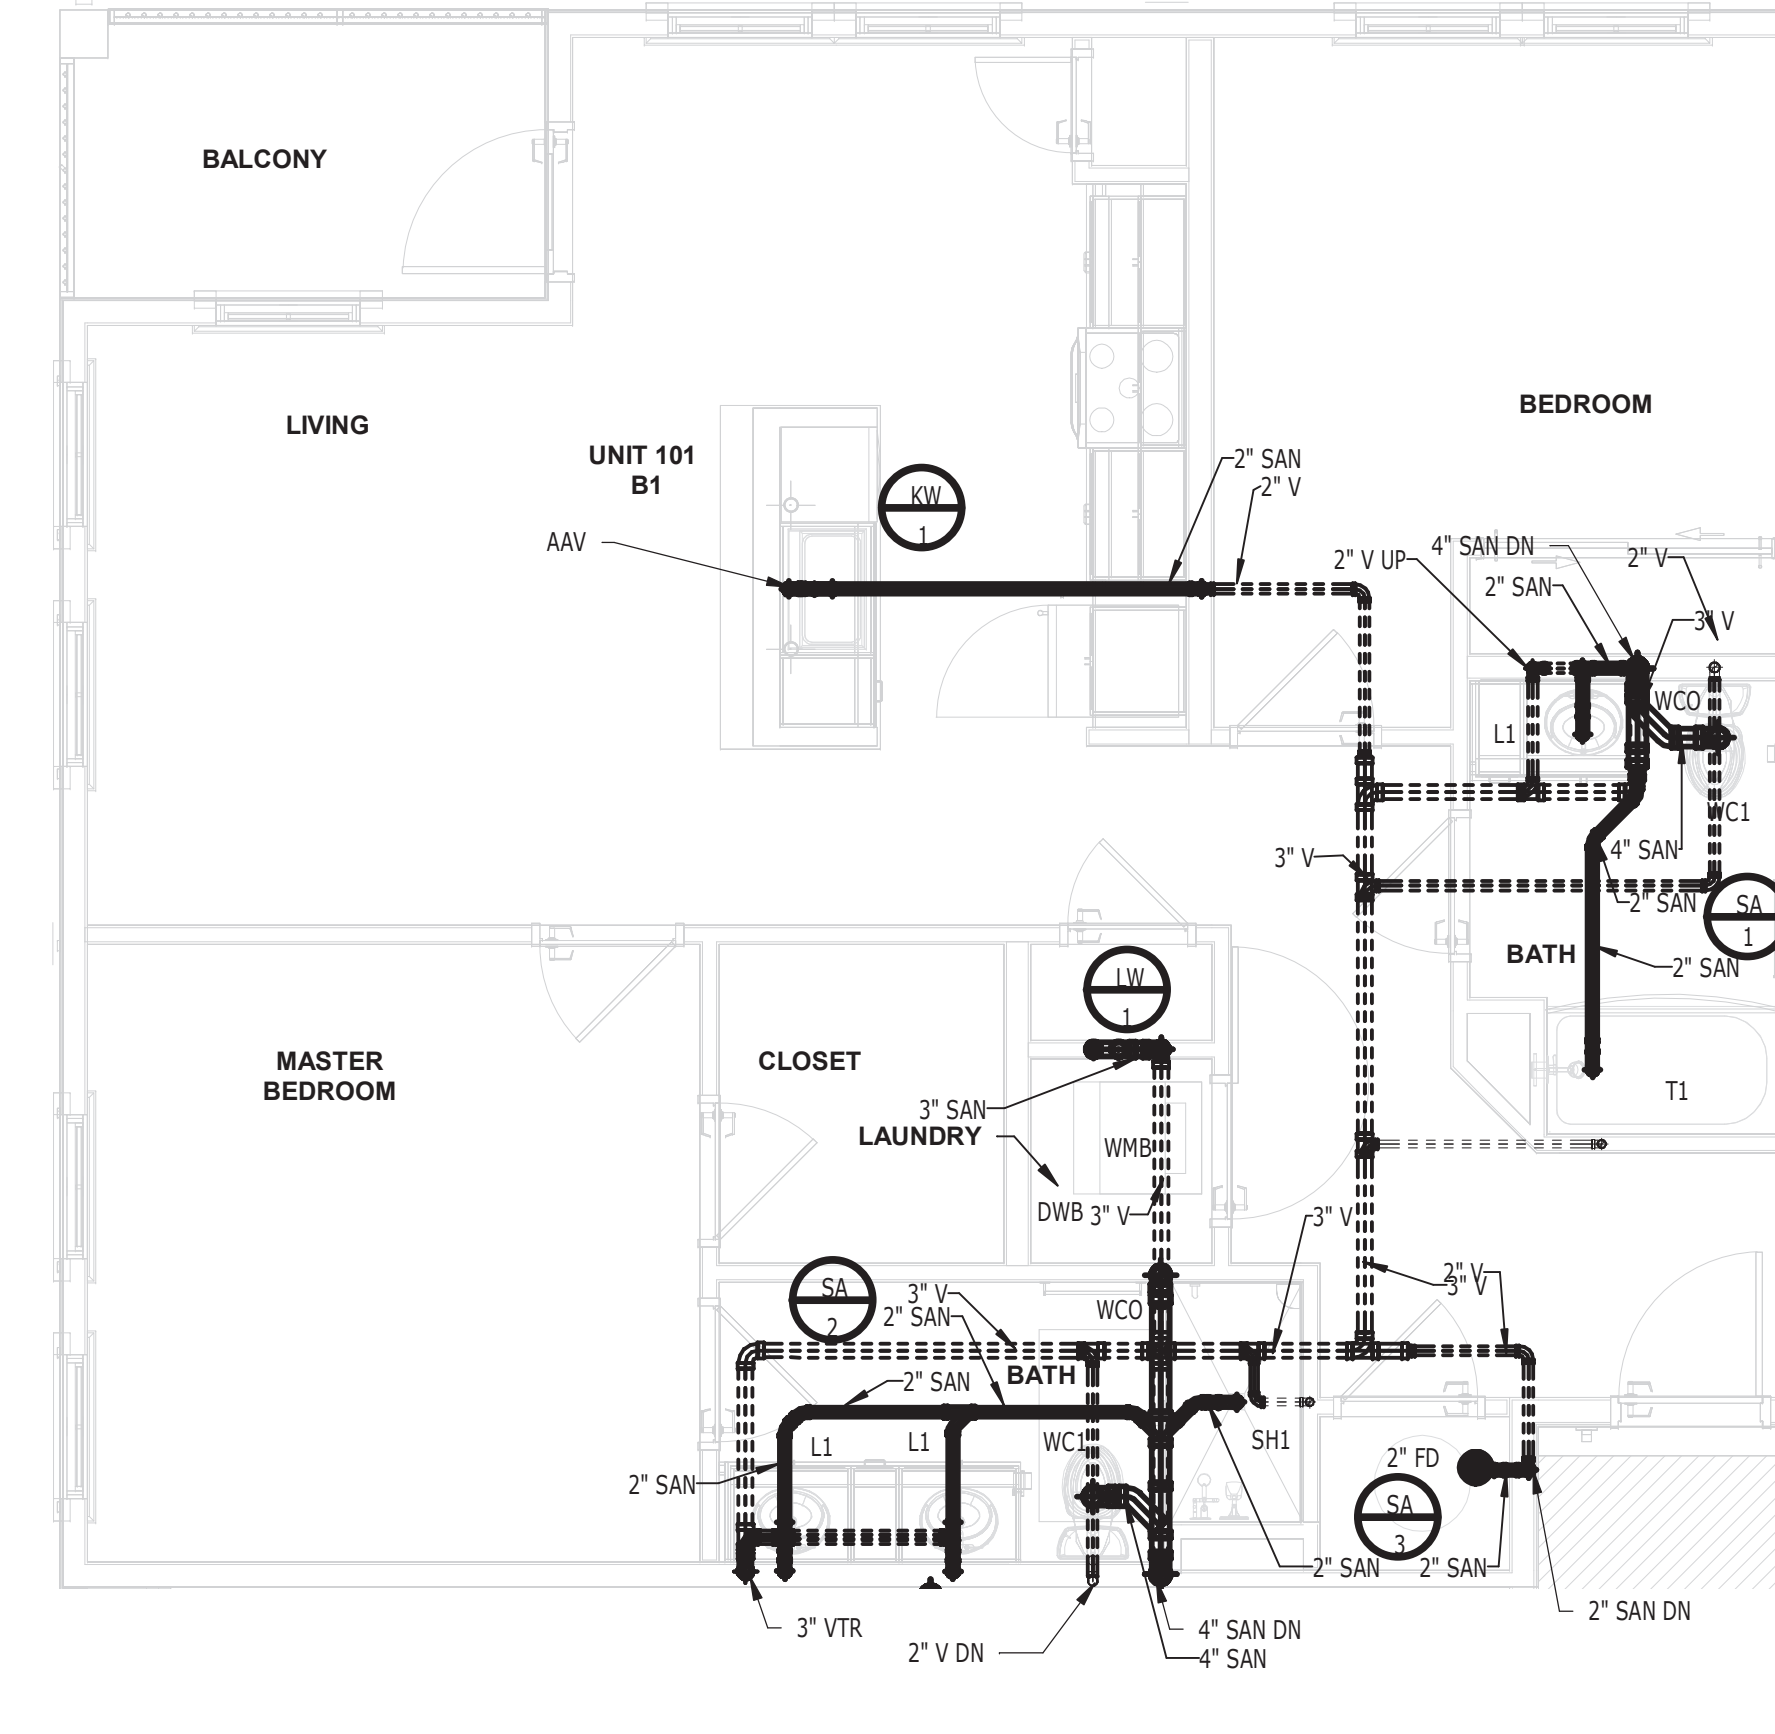 BALCONY
LIVING
UNIT 101
B1
BEDROOM
KW
1
2" SAN
2" V
AAV
2" V UP
4" SAN DN
2" V
2" SAN
3" V
WCO
L1
WC1
4" SAN
3" V
2" SAN
SA
1
BATH
2" SAN
LW
1
MASTER
BEDROOM
CLOSET
3" SAN
LAUNDRY
WMB
T1
DWB
3" V
3" V
2" V
3" V
SA
2
3" V
2" SAN
WCO
BATH
2" SAN
L1
L1
WC1
SH1
2" FD
2" SAN
SA
3
2" SAN
2" SAN
2" SAN DN
3" VTR
4" SAN DN
2" V DN
4" SAN